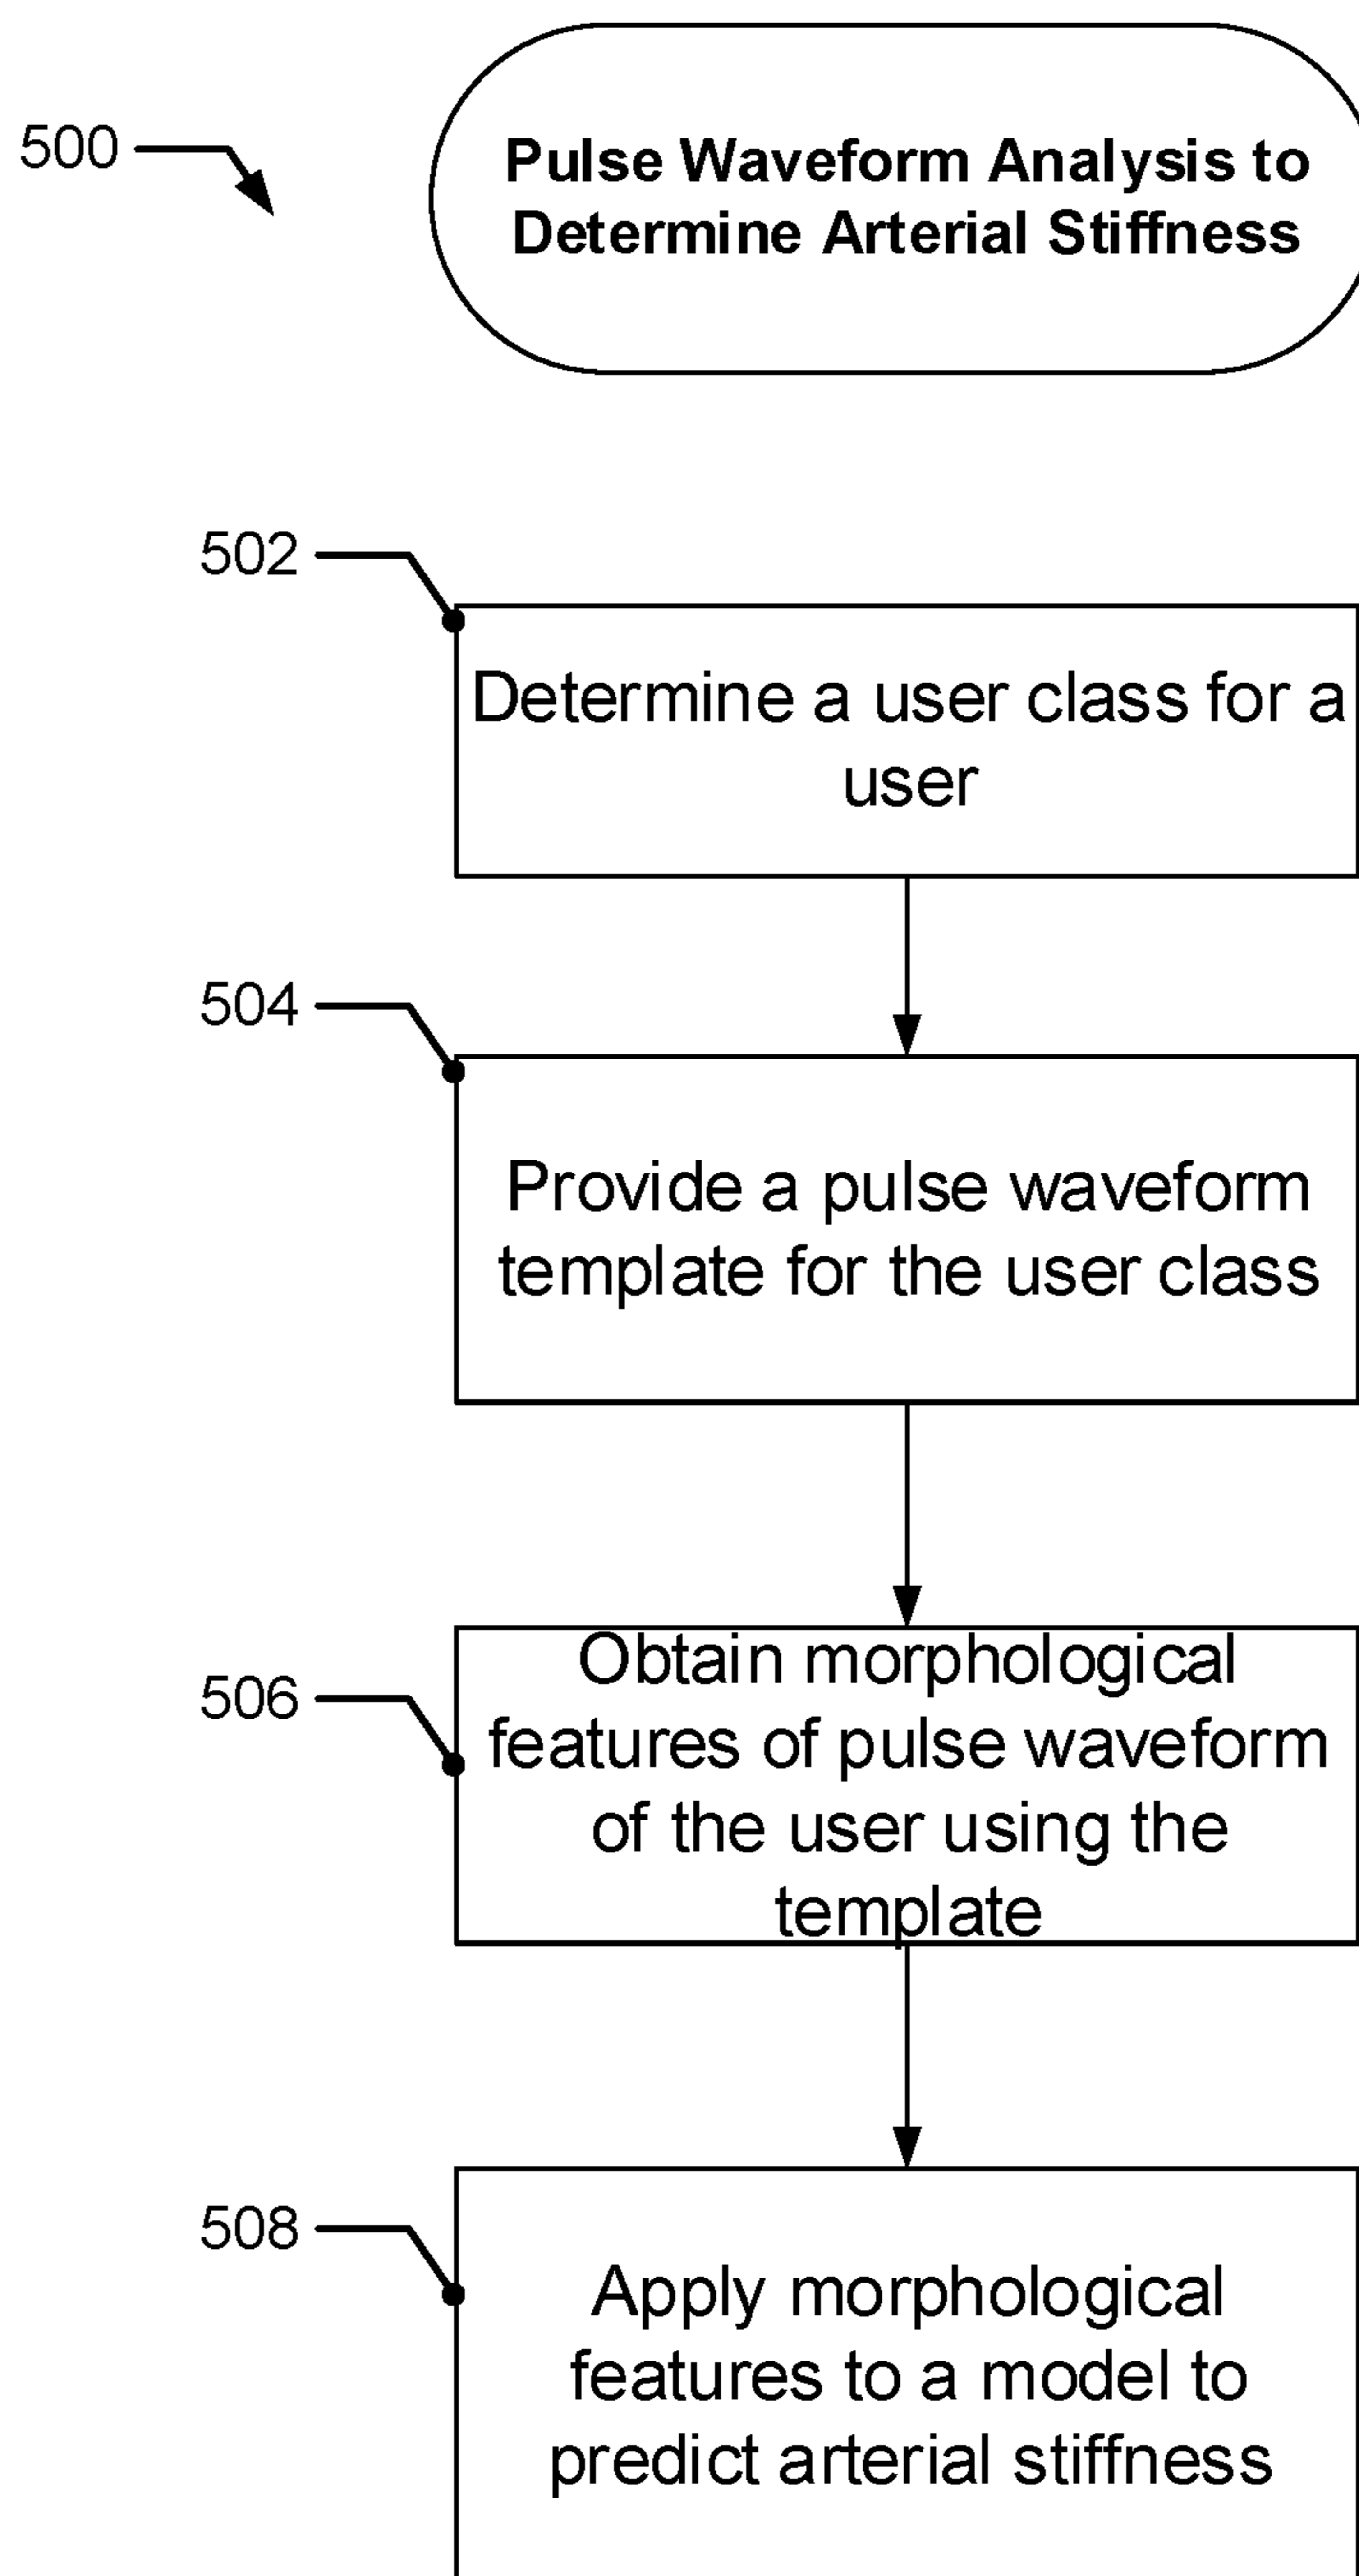 500
Pulse Waveform Analysis to
Determine Arterial Stiffness
502
Determine a user class for a
user
504
Provide a pulse waveform
template for the user class
506
Obtain morphological
features of pulse waveform
of the user using the
template
508
Apply morphological
features to a model to
predict arterial stiffness